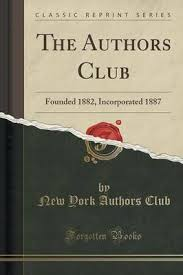 CLASSIC REPRINT SERIES
The Authors
Club
Founded 1882, Incorporated 1887
by
New York Authors Club
Forgotten Books